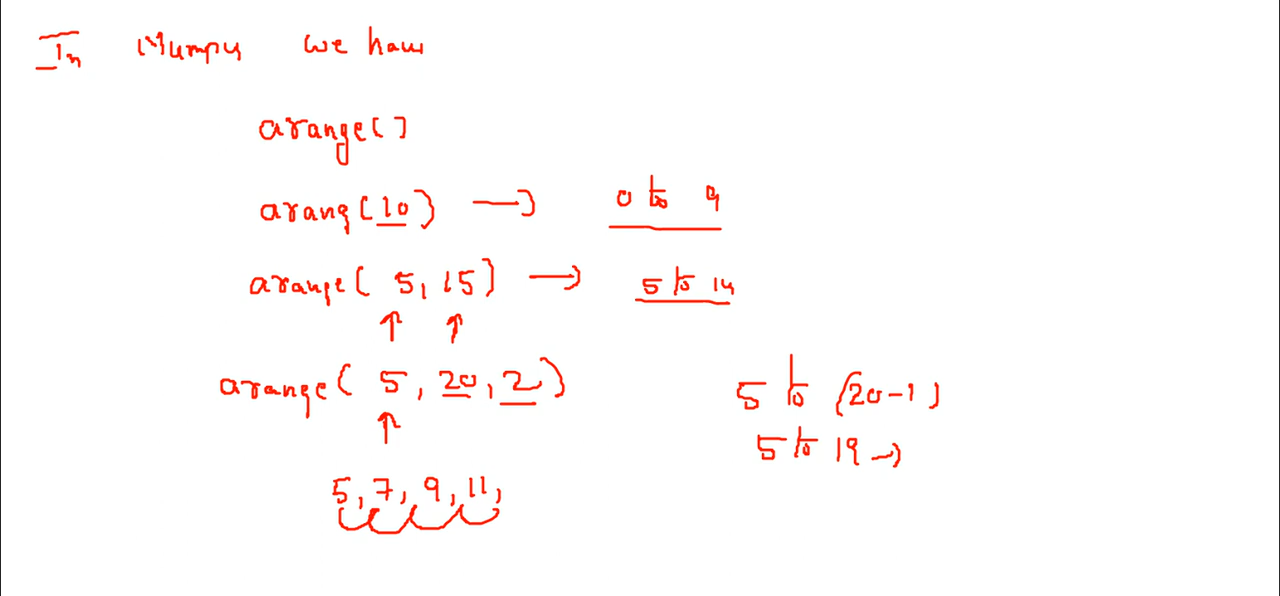 In Numpy we have
arange()
arang(10) → 0 to 9
arange( 5, 15) → 5 to 14
↑ ↑
arange( 5, 20, 2) 5 to (20-1)
↑ 5 to 19 →
5, 7, 9, 11,